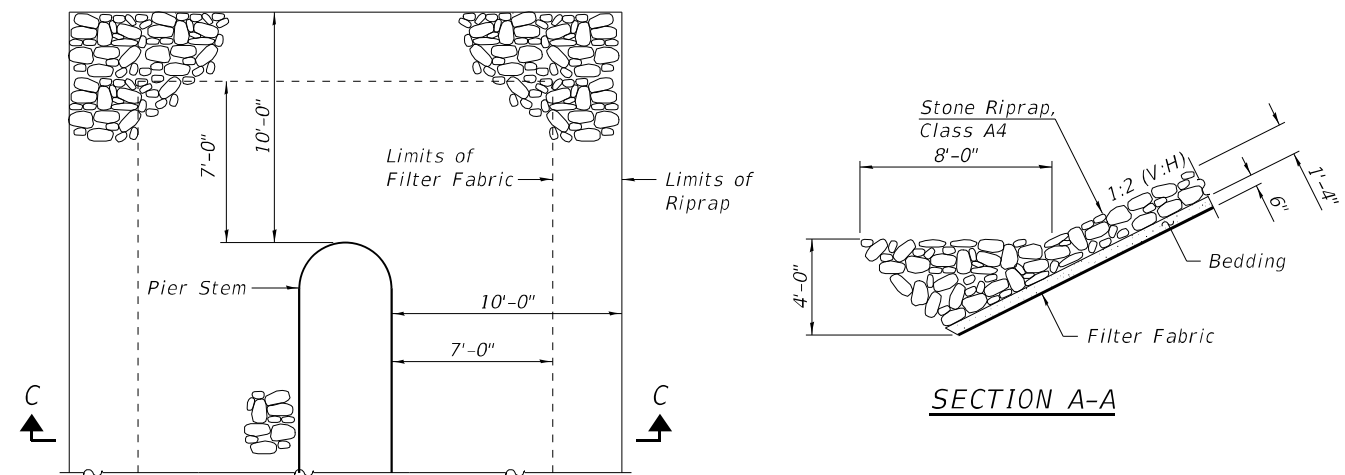 7'-0"
10'-0"
Limits of
Filter Fabric
Limits of
Riprap
Pier Stem
10'-0"
7'-0"
C
C
Stone Riprap,
Class A4
8'-0"
1:2 (V:H)
1'-4"
6"
4'-0"
Bedding
Filter Fabric
SECTION A-A